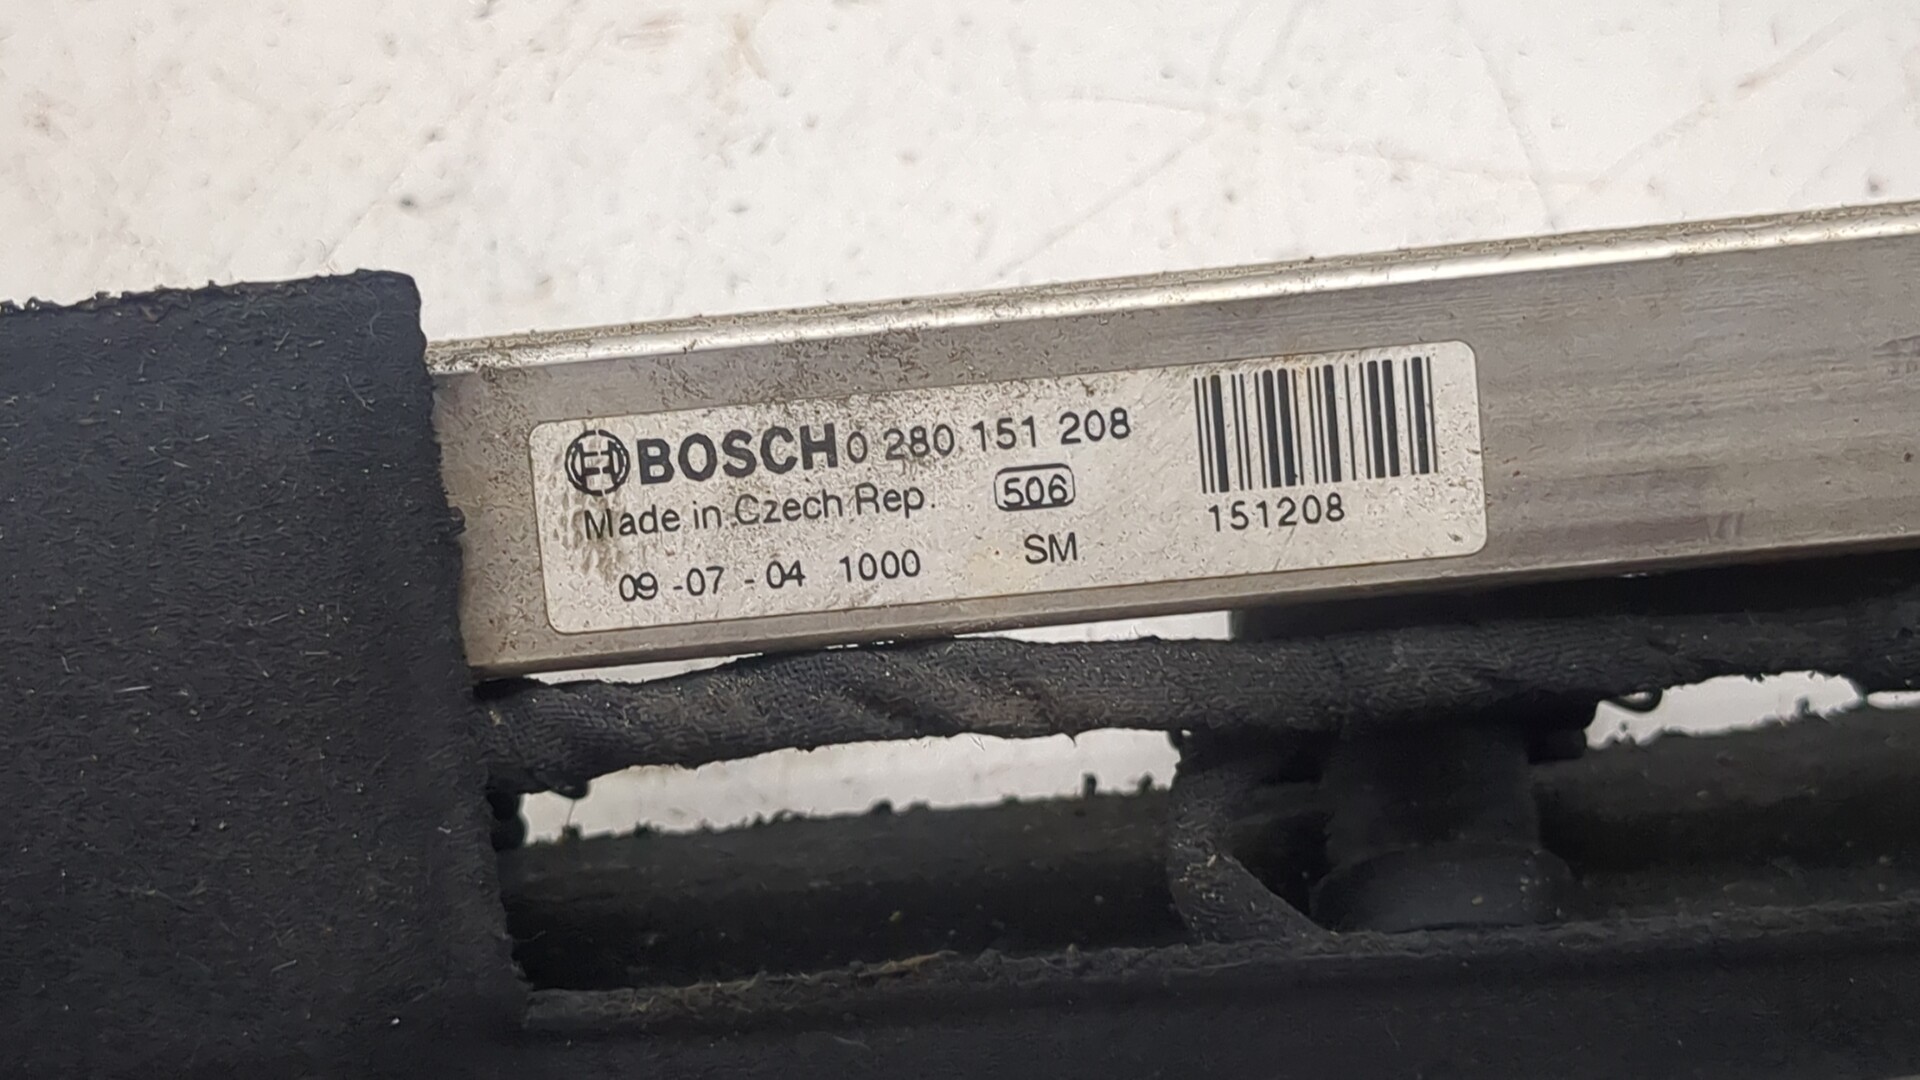 BOSCH 0 280 151 208
Made in Czech Rep. 506
09-07-04 1000 SM
151208